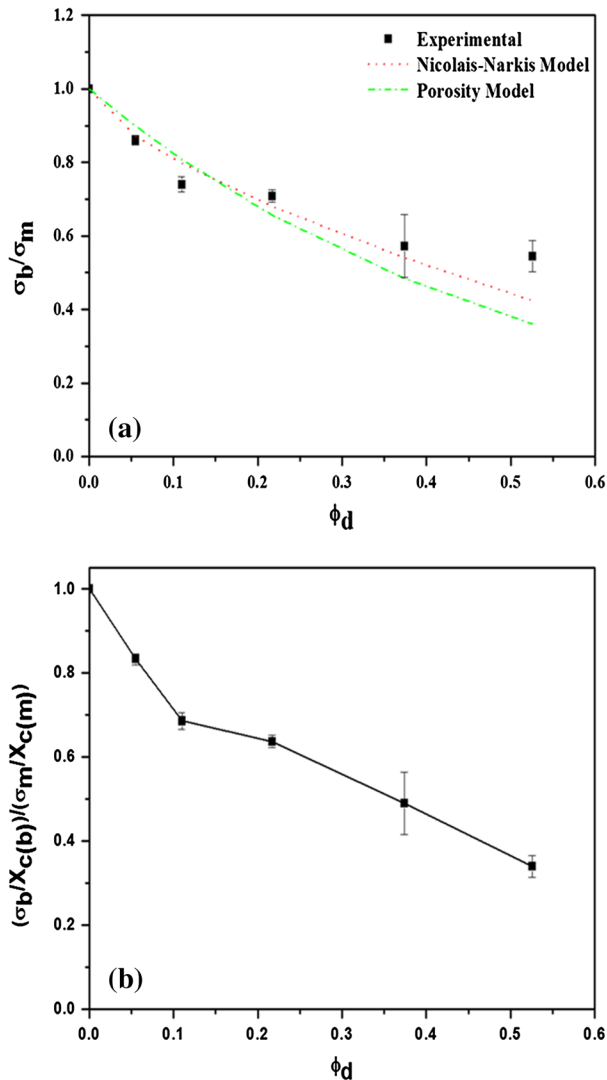 1.2
1.0
0.8
0.6
0.4
0.2
0.0
σb/σm
Experimental
Nicolais-Narkis Model
Porosity Model
(a)
0.0 0.1 0.2 0.3 0.4 0.5 0.6
ϕd
1.0
0.8
0.6
0.4
0.2
0.0
(σb/Xc(b))/(σm/Xc(m))
(b)
0.0 0.1 0.2 0.3 0.4 0.5 0.6
ϕd